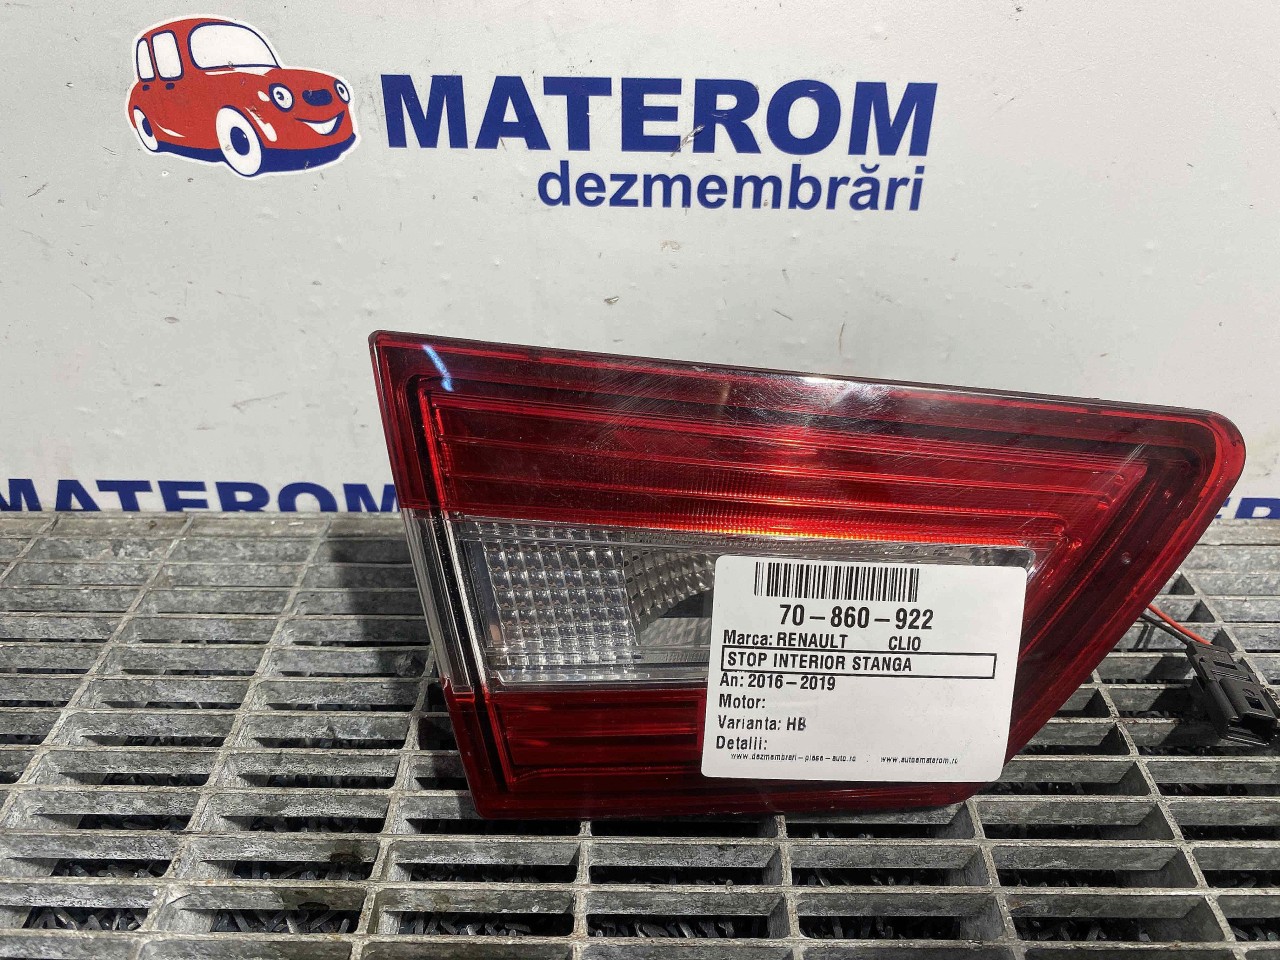 MATEROM
dezmembrări
MATEROM
70-860-922
Marca: RENAULT CLIO
STOP INTERIOR STANGA
An: 2016-2019
Motor:
Varianta: HB
Detalii:
www.dezmembrari-piese-auto.ro www.autoematerom.ro